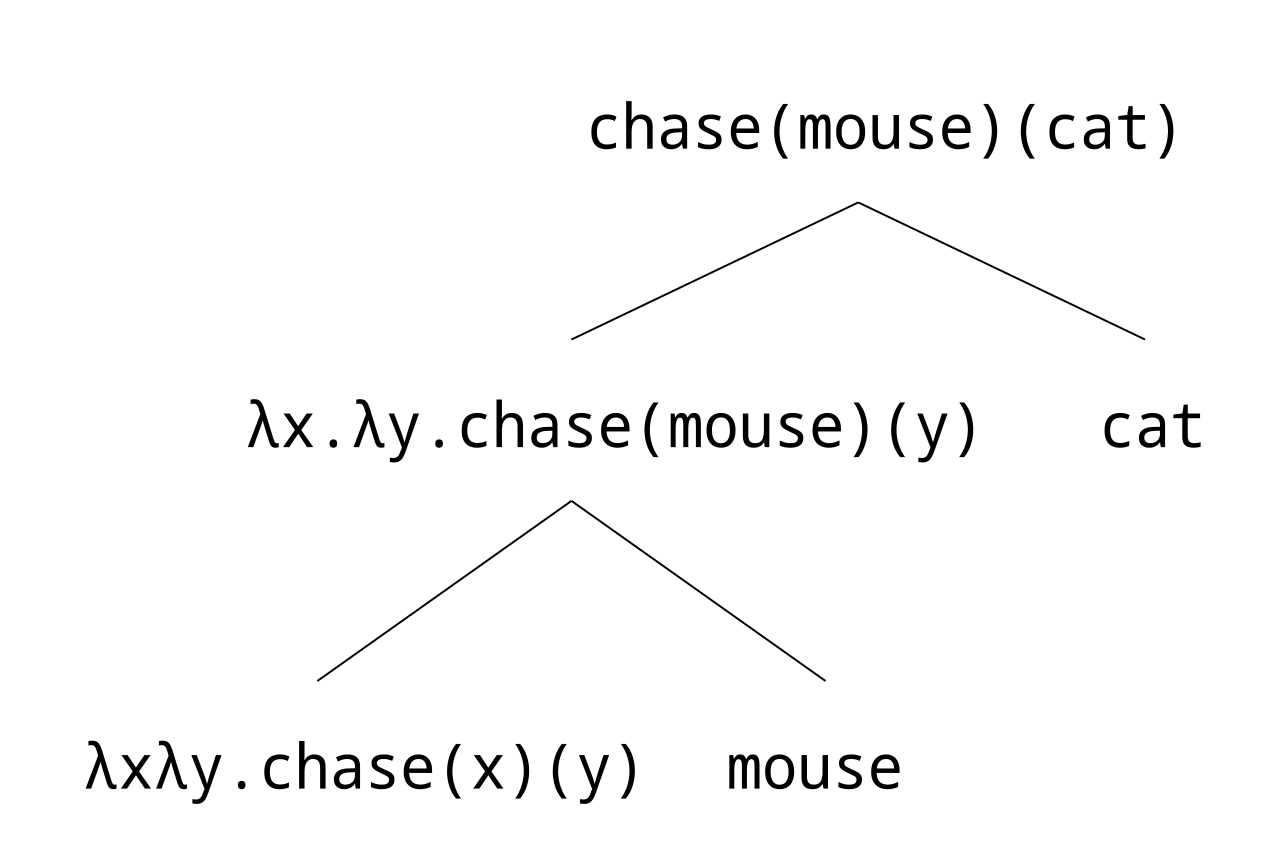 chase(mouse)(cat)
λx.λy.chase(mouse)(y) cat
λxλy.chase(x)(y) mouse